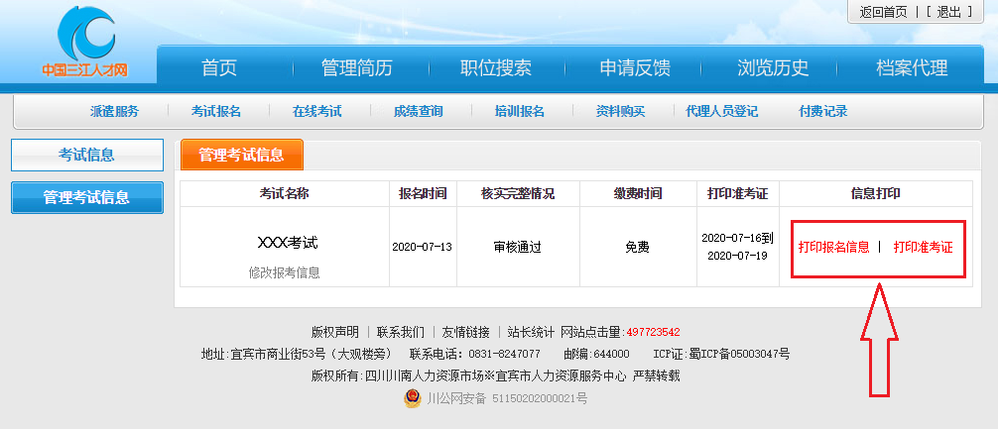 返回首页 | [ 退出 ]
中国三江人才网
首页 管理简历 职位搜索 申请反馈 浏览历史 档案代理
派遣服务 考试报名 在线考试 成绩查询 培训报名 资料购买 代理人员登记 付费记录
考试信息
管理考试信息
管理考试信息
考试名称 报名时间 核实完整情况 缴费时间 打印准考证 信息打印
XXX考试 2020-07-13 审核通过 免费 2020-07-16到 打印报名信息 | 打印准考证
2020-07-19
修改报考信息
版权声明 | 联系我们 | 友情链接 | 站长统计 网站点击量:497723542
地址:宜宾市商业街53号（大观楼旁） 联系电话：0831-8247077 邮编:644000 ICP证:蜀ICP备05003047号
版权所有:四川川南人力资源市场※宜宾市人力资源服务中心 严禁转载
川公网安备 51150202000021号